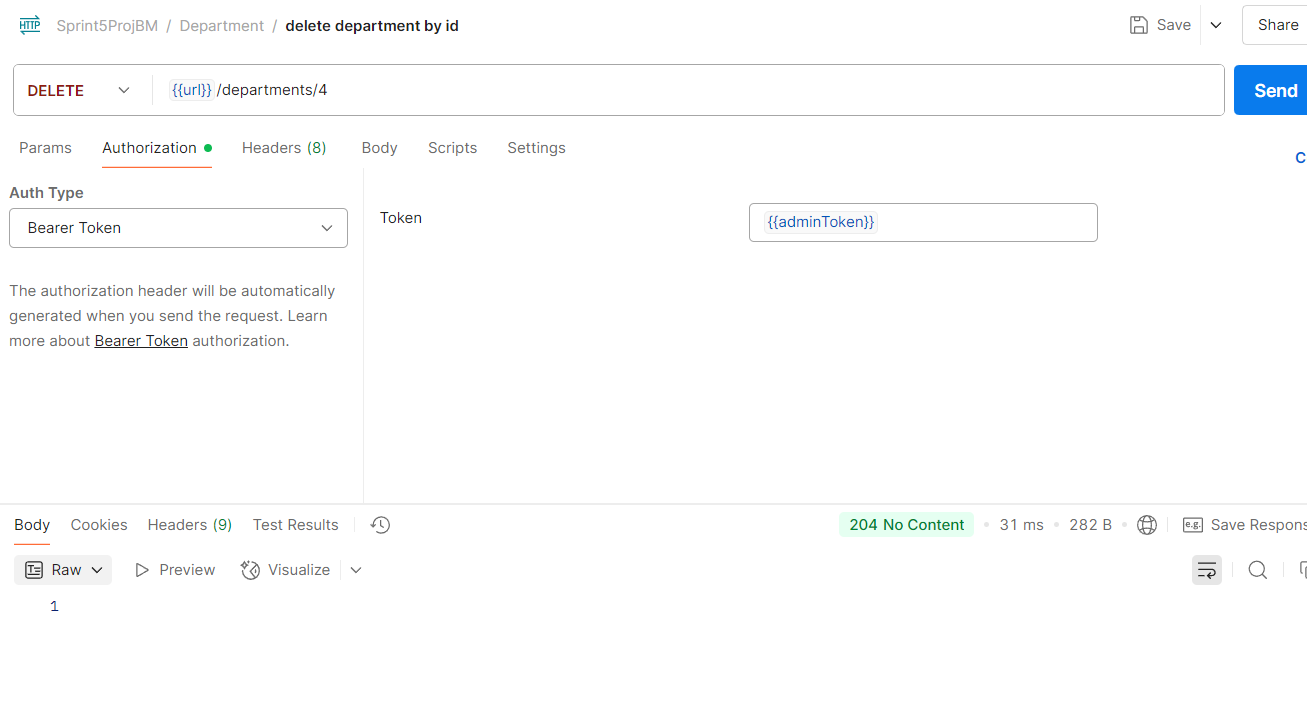 HTTP Sprint5ProjBM / Department / delete department by id Save Share
DELETE {{url}} /departments/4 Send
Params Authorization Headers (8) Body Scripts Settings
C
Auth Type
Bearer Token
Token {{adminToken}}
The authorization header will be automatically
generated when you send the request. Learn
more about Bearer Token authorization.
Body Cookies Headers (9) Test Results 204 No Content 31 ms 282 B e.g. Save Respons
Raw Preview Visualize
1